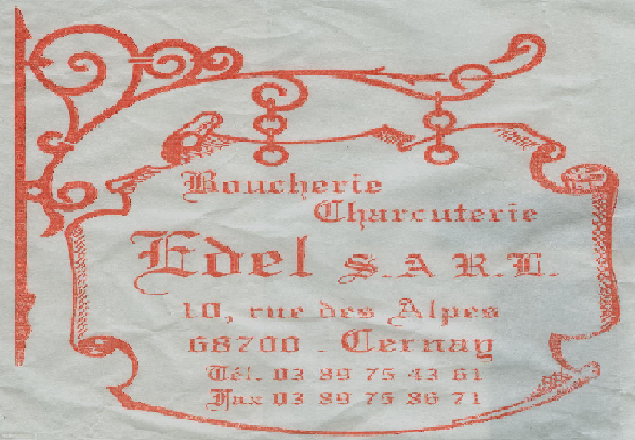 Boucherie
Charcuterie
Edel S.A.R.L.
10, rue des Alpes
68700 - Cernay
Tél. 03 89 75 43 61
Fax 03 89 75 36 71